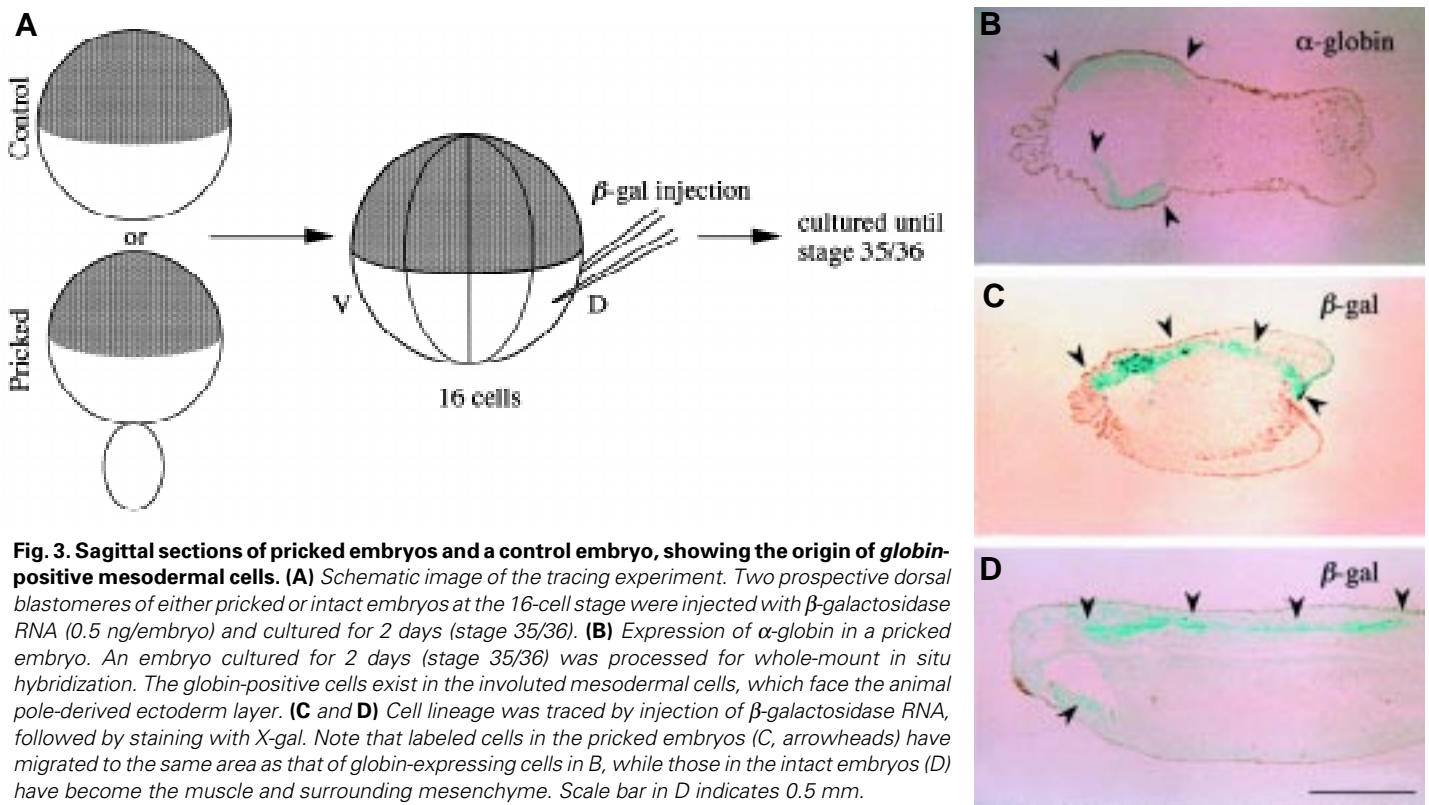 A
Control
or
Pricked
β-gal injection
V
D
16 cells
cultured until
stage 35/36
B
α-globin
C
β-gal
D
β-gal
Fig. 3. Sagittal sections of pricked embryos and a control embryo, showing the origin of globin-
positive mesodermal cells. (A) Schematic image of the tracing experiment. Two prospective dorsal
blastomeres of either pricked or intact embryos at the 16-cell stage were injected with β-galactosidase
RNA (0.5 ng/embryo) and cultured for 2 days (stage 35/36). (B) Expression of α-globin in a pricked
embryo. An embryo cultured for 2 days (stage 35/36) was processed for whole-mount in situ
hybridization. The globin-positive cells exist in the involuted mesodermal cells, which face the animal
pole-derived ectoderm layer. (C and D) Cell lineage was traced by injection of β-galactosidase RNA,
followed by staining with X-gal. Note that labeled cells in the pricked embryos (C, arrowheads) have
migrated to the same area as that of globin-expressing cells in B, while those in the intact embryos (D)
have become the muscle and surrounding mesenchyme. Scale bar in D indicates 0.5 mm.